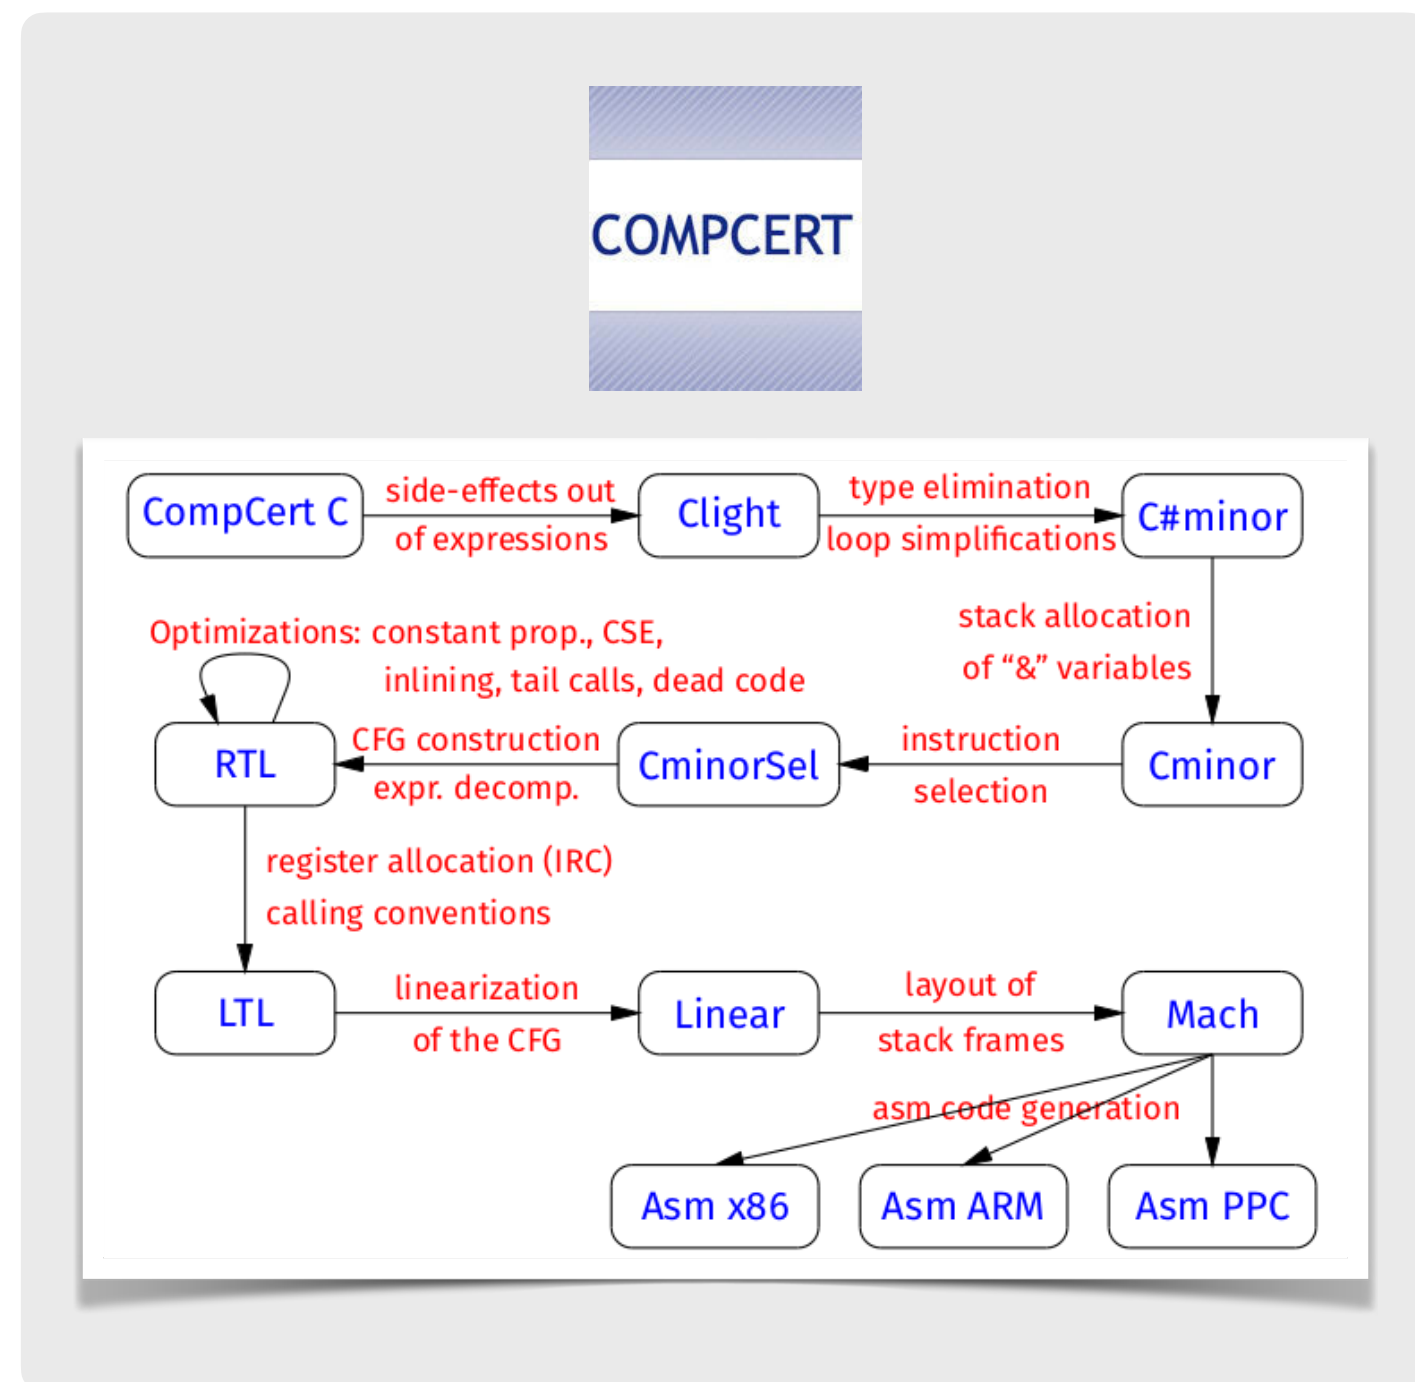 COMPCERT
CompCert C
side-effects out
of expressions
Clight
type elimination
loop simplifications
C#minor
stack allocation
of “&” variables
Optimizations: constant prop., CSE,
inlining, tail calls, dead code
RTL
CFG construction
expr. decomp.
CminorSel
instruction
selection
Cminor
register allocation (IRC)
calling conventions
LTL
linearization
of the CFG
Linear
layout of
stack frames
Mach
asm code generation
Asm x86
Asm ARM
Asm PPC